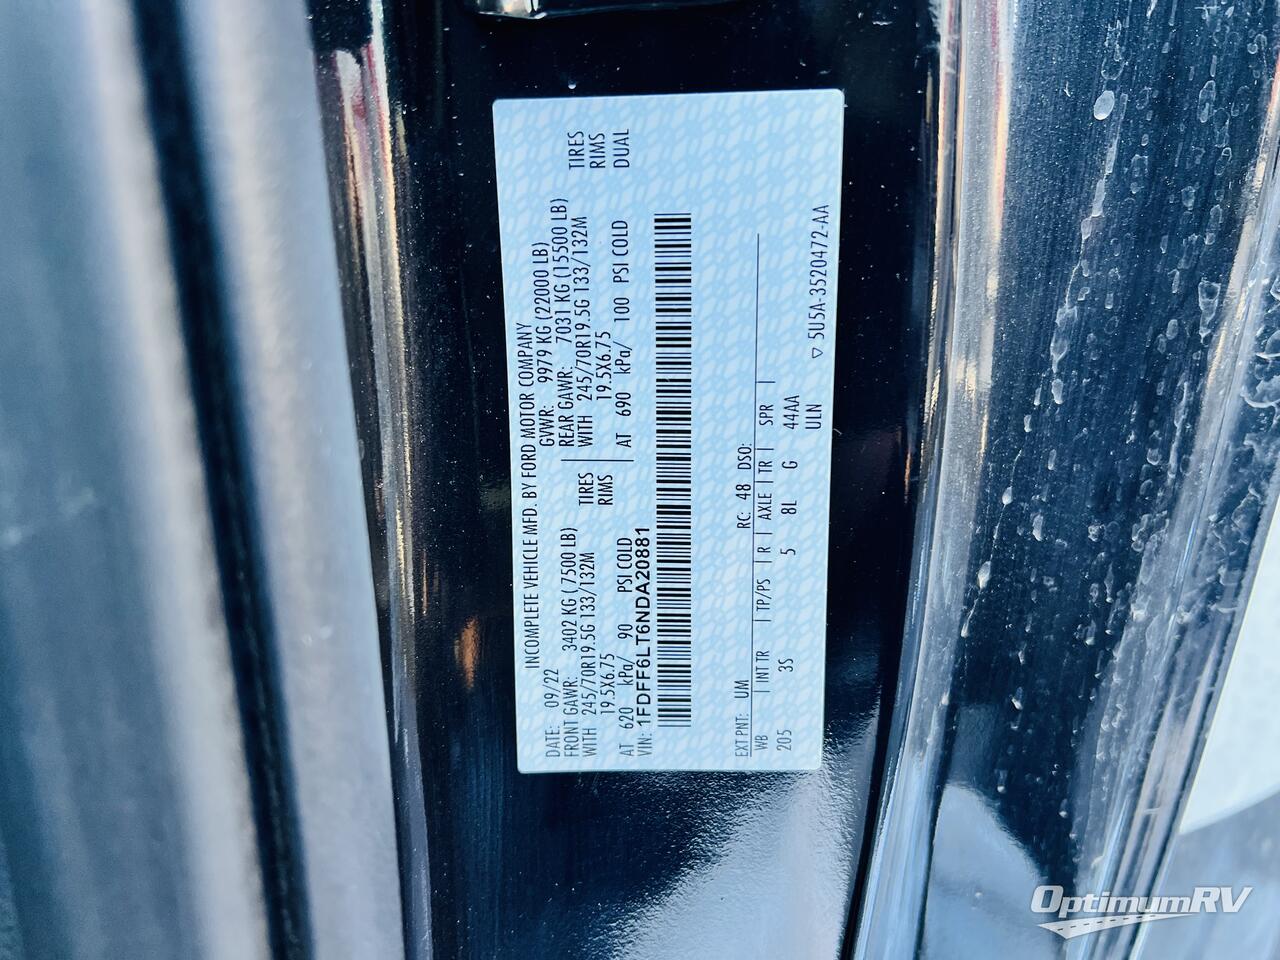 INCOMPLETE VEHICLE MFD. BY FORD MOTOR COMPANY
DATE: 09/22 GVWR: 9979 KG (22000 LB)
FRONT GAWR: 3402 KG ( 7500 LB) REAR GAWR: 7031 KG (15500 LB)
WITH 245/70R19.5G 133/132M TIRES WITH 245/70R19.5G 133/132M TIRES
19.5X6.75 RIMS 19.5X6.75 RIMS
AT 620 kPa/ 90 PSI COLD AT 690 kPa/ 100 PSI COLD DUAL
VIN: 1FDFF6LT6NDA20881
EXT PNT: UM RC: 48 DSO:
WB INT TR TP/PS R AXLE TR SPR
205 3S 5 8L G 44AA
ULN
▽ 5U5A-3520472-AA
OptimumRV